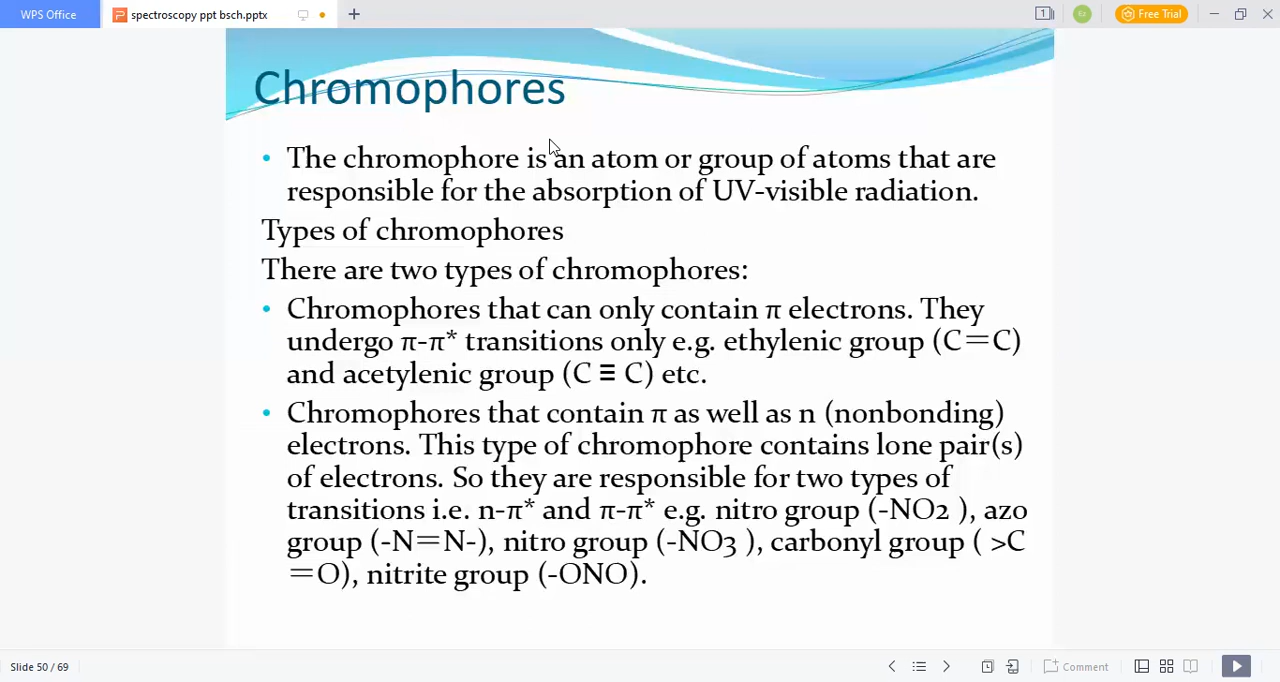 WPS Office
spectroscopy ppt bsch.pptx
+
1
Ez
Free Trial
Chromophores
• The chromophore is an atom or group of atoms that are
responsible for the absorption of UV-visible radiation.
Types of chromophores
There are two types of chromophores:
• Chromophores that can only contain π electrons. They
undergo π-π* transitions only e.g. ethylenic group (C=C)
and acetylenic group (C ≡ C) etc.
• Chromophores that contain π as well as n (nonbonding)
electrons. This type of chromophore contains lone pair(s)
of electrons. So they are responsible for two types of
transitions i.e. n-π* and π-π* e.g. nitro group (-NO2 ), azo
group (-N=N-), nitro group (-NO3 ), carbonyl group ( >C
=O), nitrite group (-ONO).
Slide 50 / 69
Comment